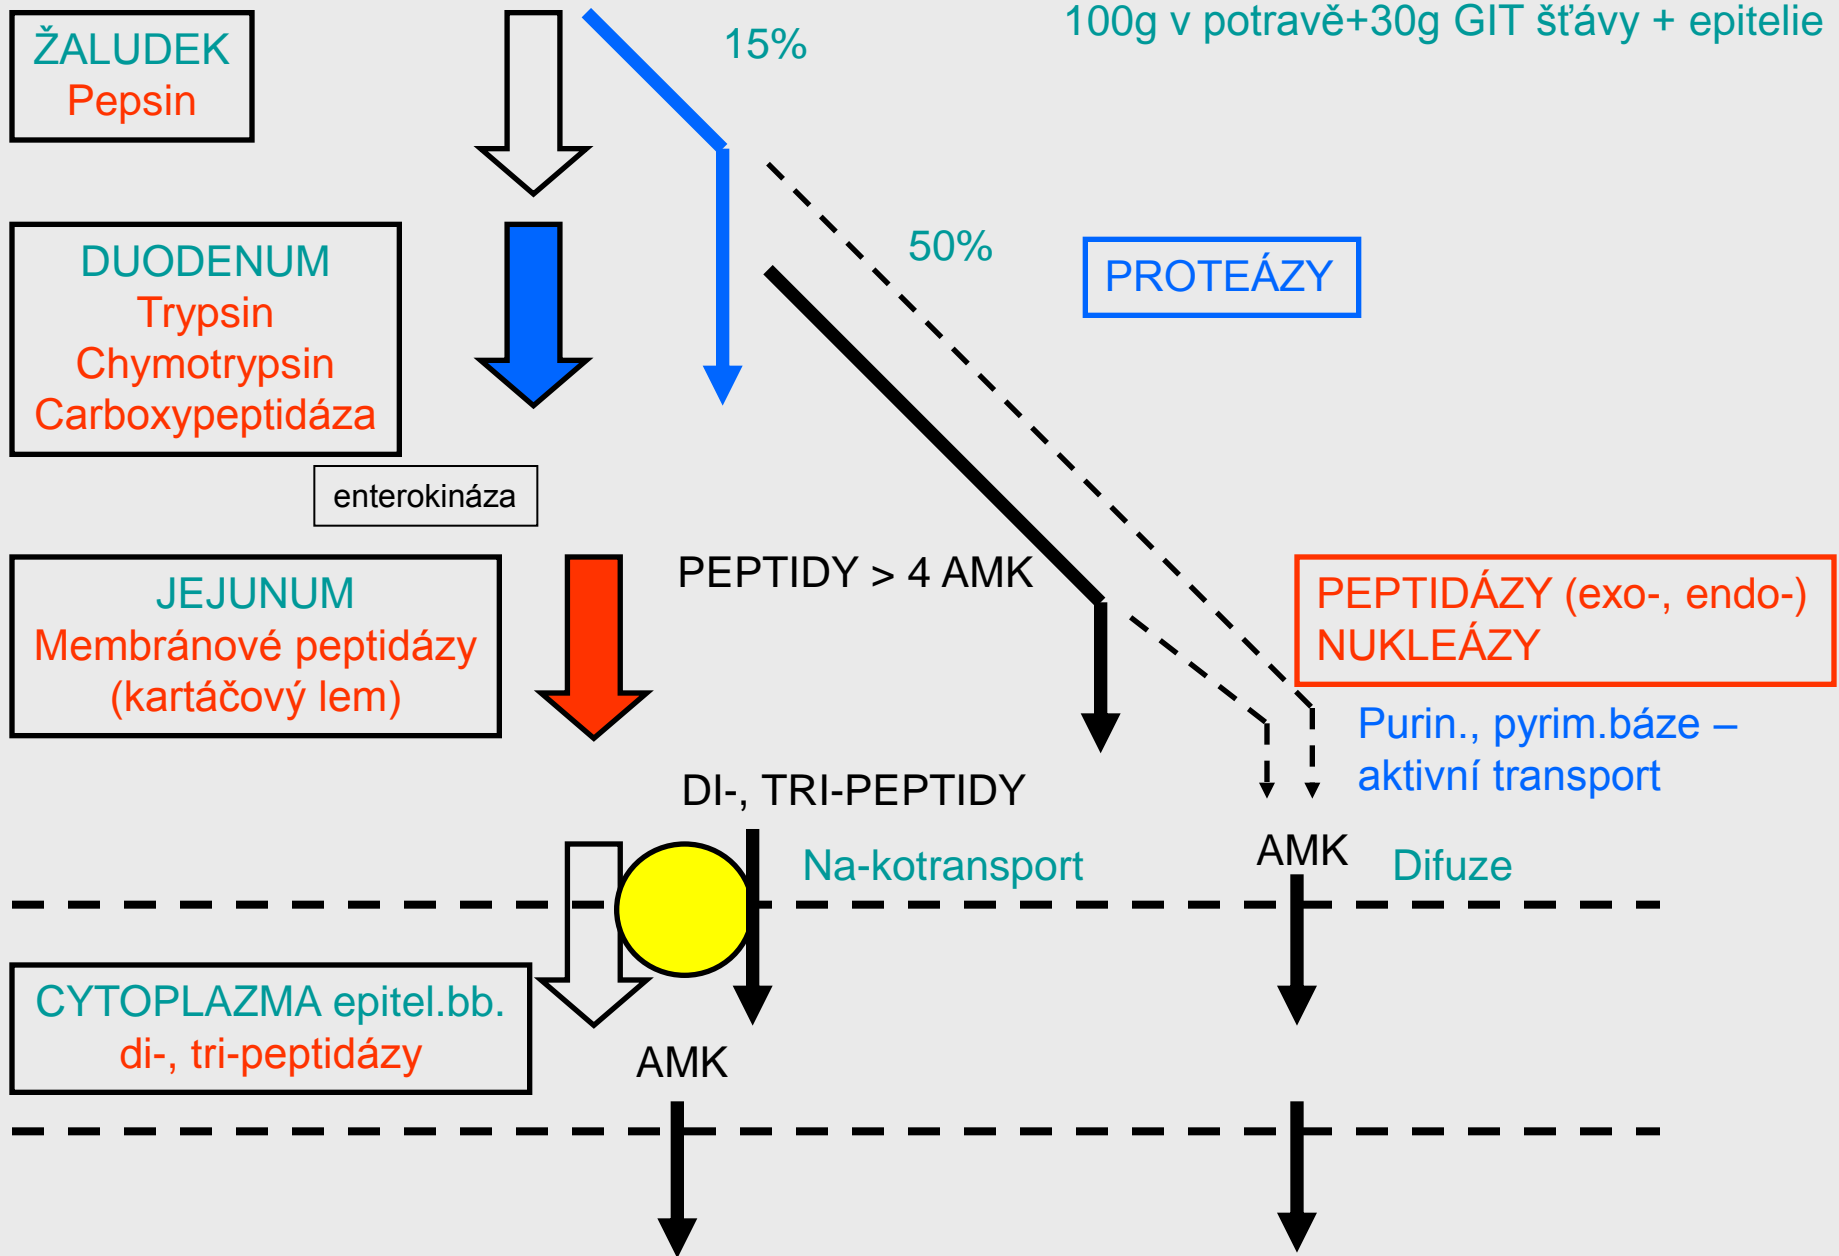 100g v potravě+30g GIT šťávy + epitelie
ŽALUDEK
Pepsin
15%
DUODENUM
Trypsin
Chymotrypsin
Carboxypeptidáza
50%
PROTEÁZY
enterokináza
JEJUNUM
Membránové peptidázy
(kartáčový lem)
PEPTIDY > 4 AMK
PEPTIDÁZY (exo-, endo-)
NUKLEÁZY
Purin., pyrim.báze –
aktivní transport
DI-, TRI-PEPTIDY
Na-kotransport
AMK
Difuze
CYTOPLAZMA epitel.bb.
di-, tri-peptidázy
AMK